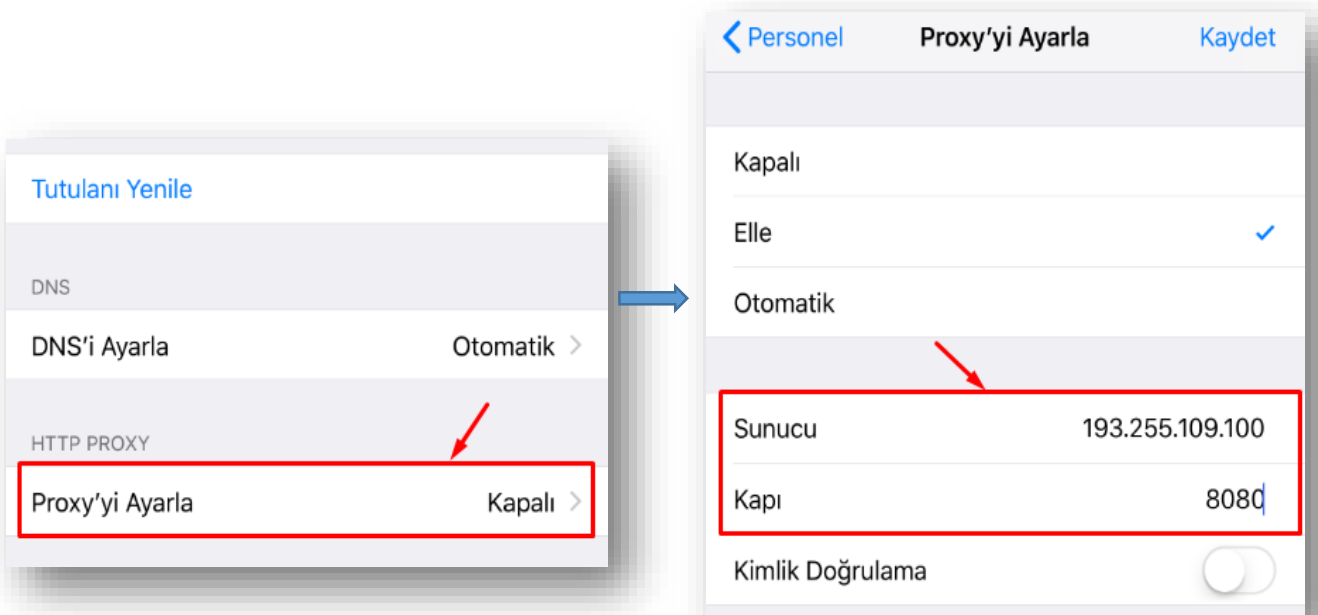 Tutulanı Yenile
DNS
DNS'i Ayarla Otomatik
HTTP PROXY
Proxy'yi Ayarla Kapalı
Personel Proxy'yi Ayarla Kaydet
Kapalı
Elle
Otomatik
Sunucu 193.255.109.100
Kapı 8080
Kimlik Doğrulama